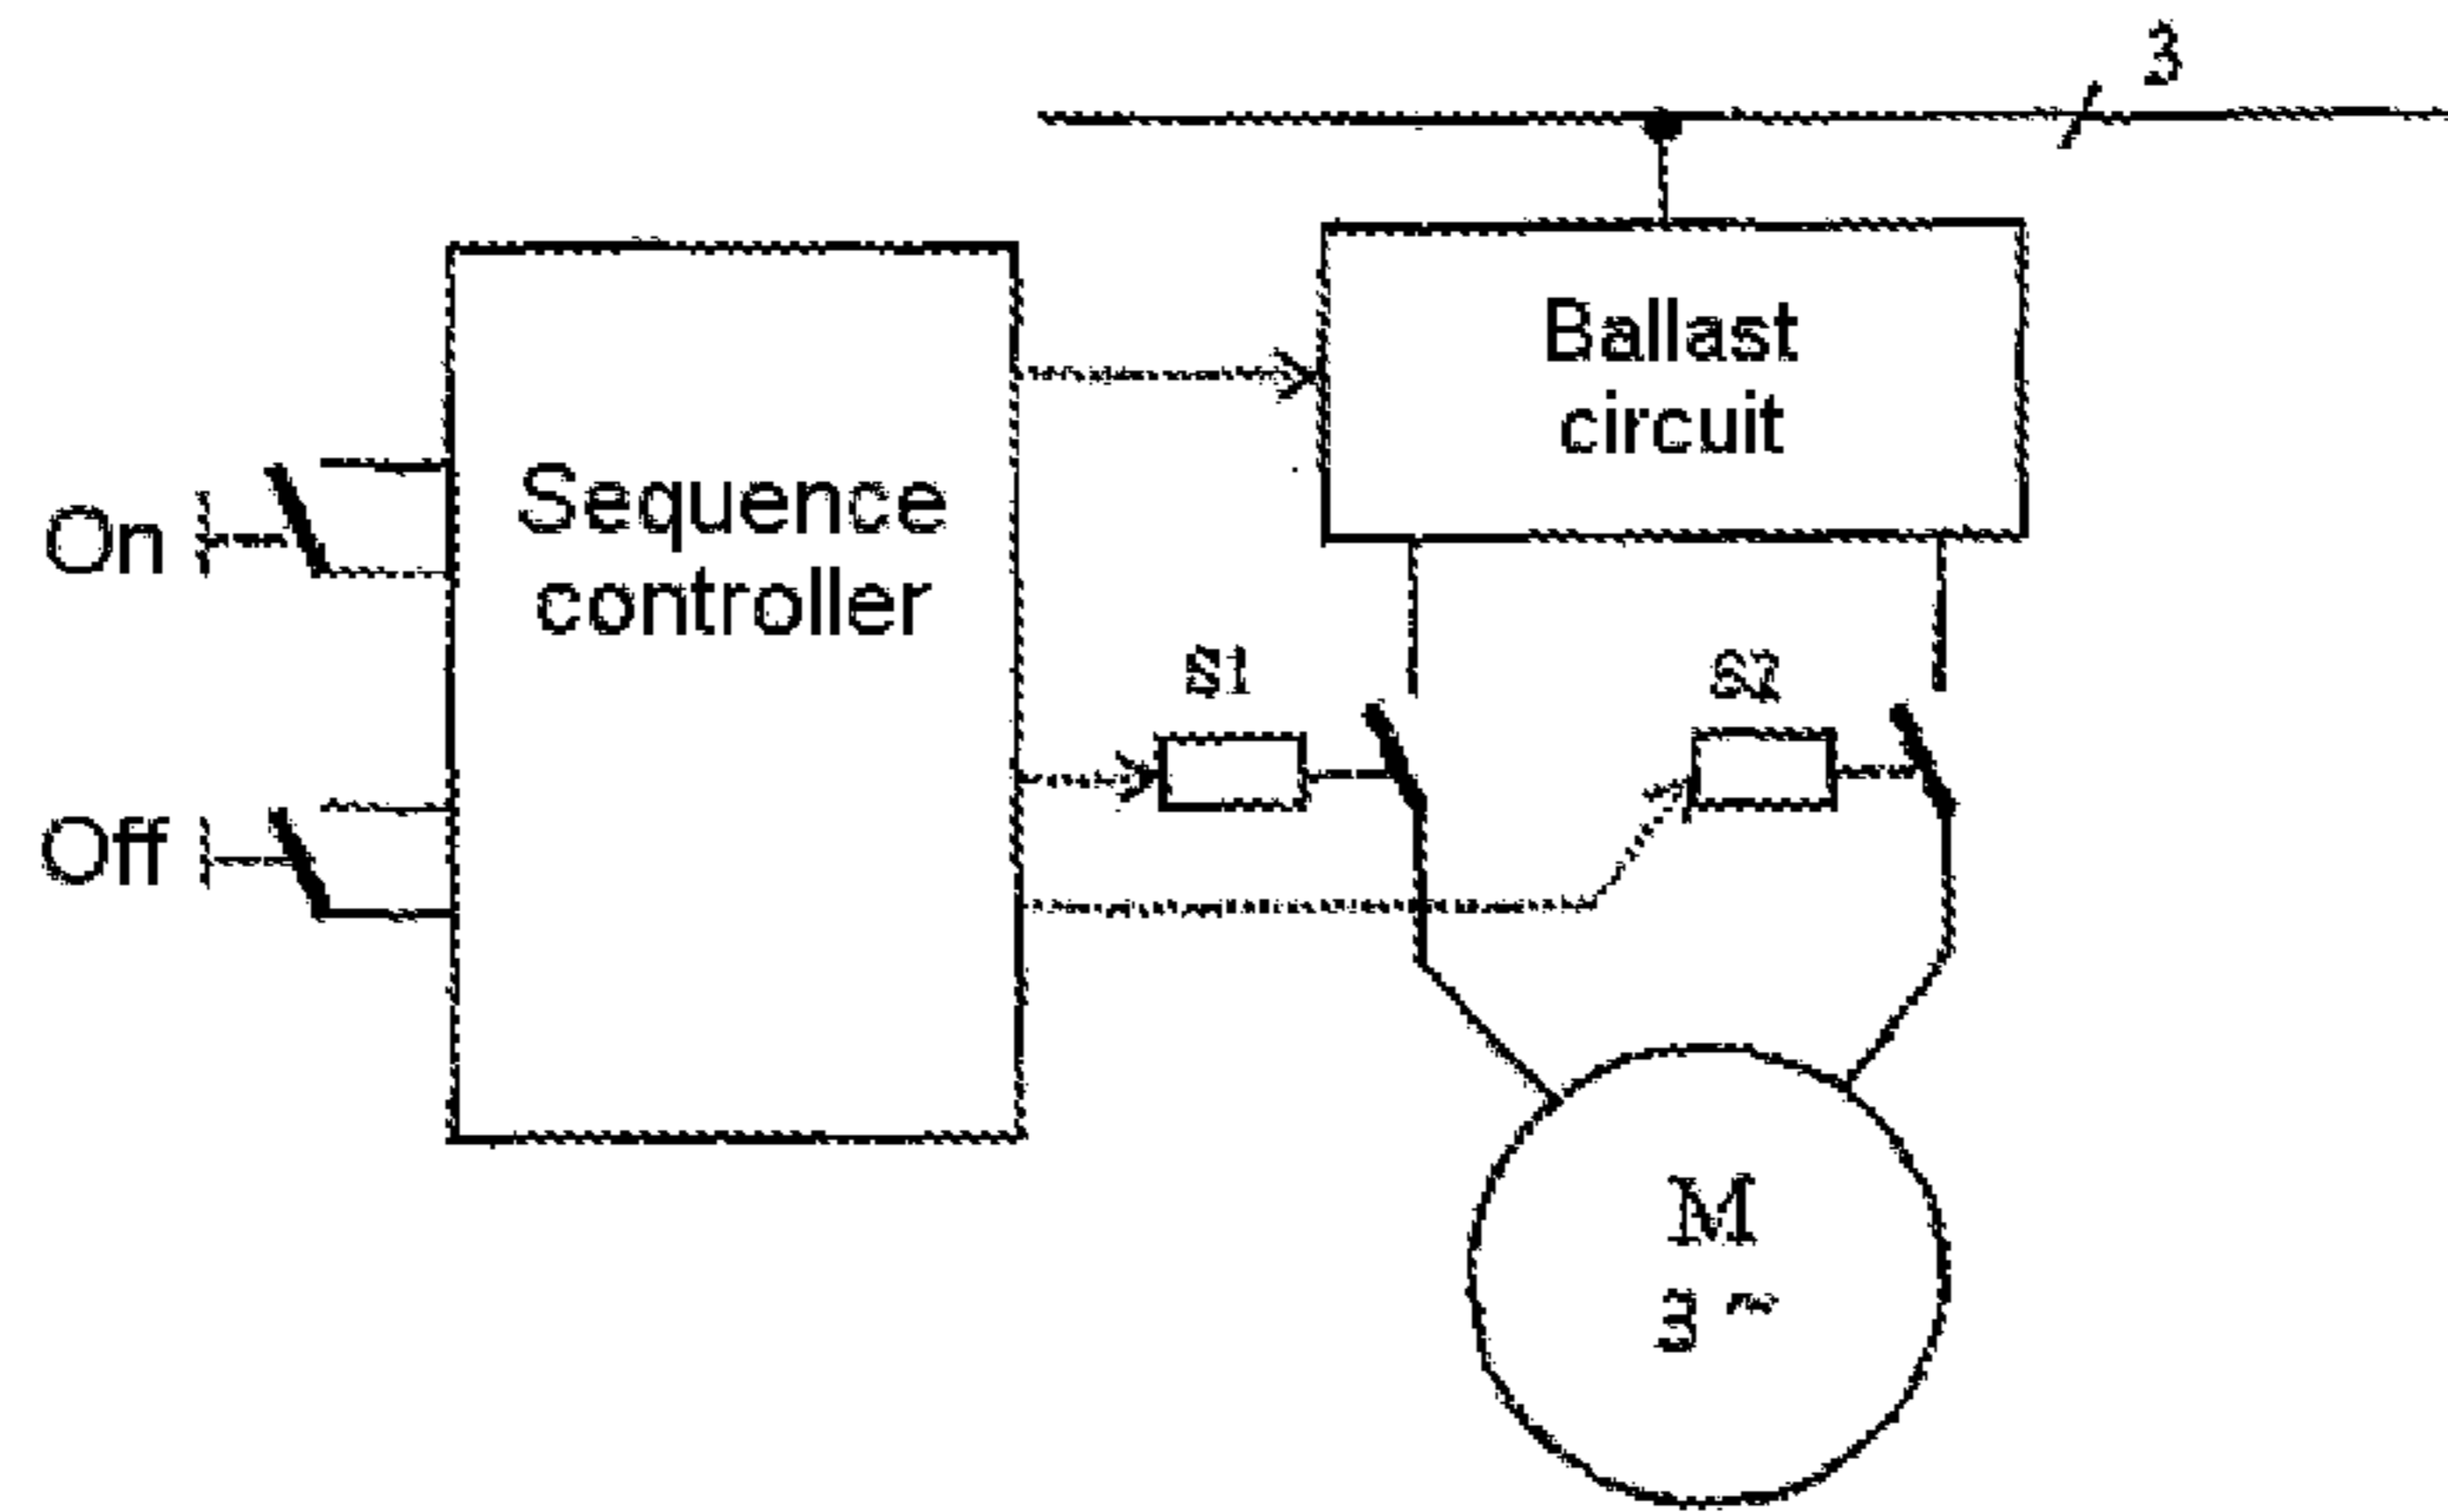 3
Ballast
circuit
Sequence
controller
On
Off
S1
S2
M
3 ~